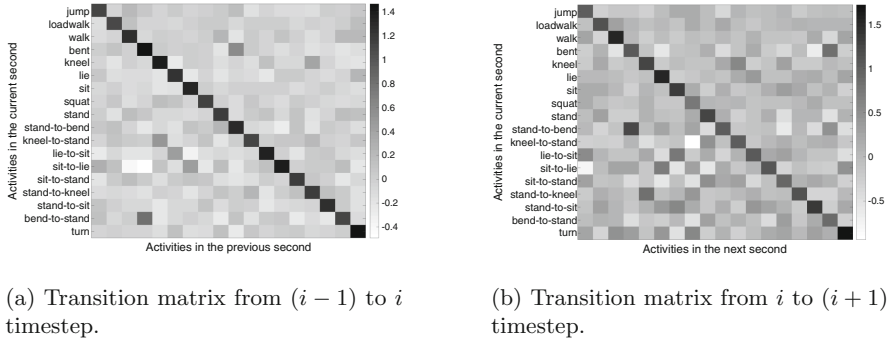 jump
loadwalk
walk
bent
kneel
lie
sit
squat
stand
stand-to-bend
kneel-to-stand
lie-to-sit
sit-to-lie
sit-to-stand
stand-to-kneel
stand-to-sit
bend-to-stand
turn
Activities in the current second
Activities in the previous second
1.4
1.2
1
0.8
0.6
0.4
0.2
0
-0.2
-0.4
jump
loadwalk
walk
bent
kneel
lie
sit
squat
stand
stand-to-bend
kneel-to-stand
lie-to-sit
sit-to-lie
sit-to-stand
stand-to-kneel
stand-to-sit
bend-to-stand
turn
Activities in the current second
Activities in the next second
1.5
1
0.5
0
-0.5
(a) Transition matrix from (i − 1) to i
timestep.
(b) Transition matrix from i to (i + 1)
timestep.